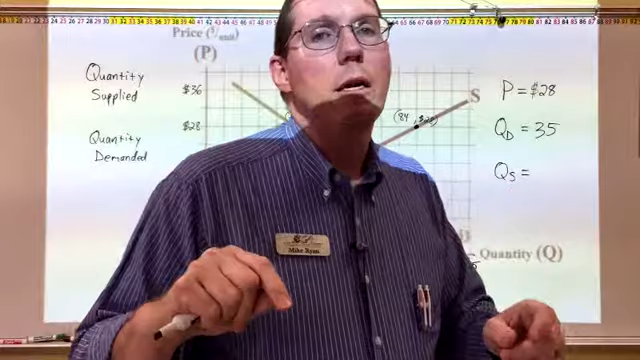 Price ($/unit)
(P)
Quantity
Supplied
$36
S
P = $28
(84, $28)
$28
Quantity
Demanded
QD = 35
QS =
Mike Ryan
Quantity (Q)